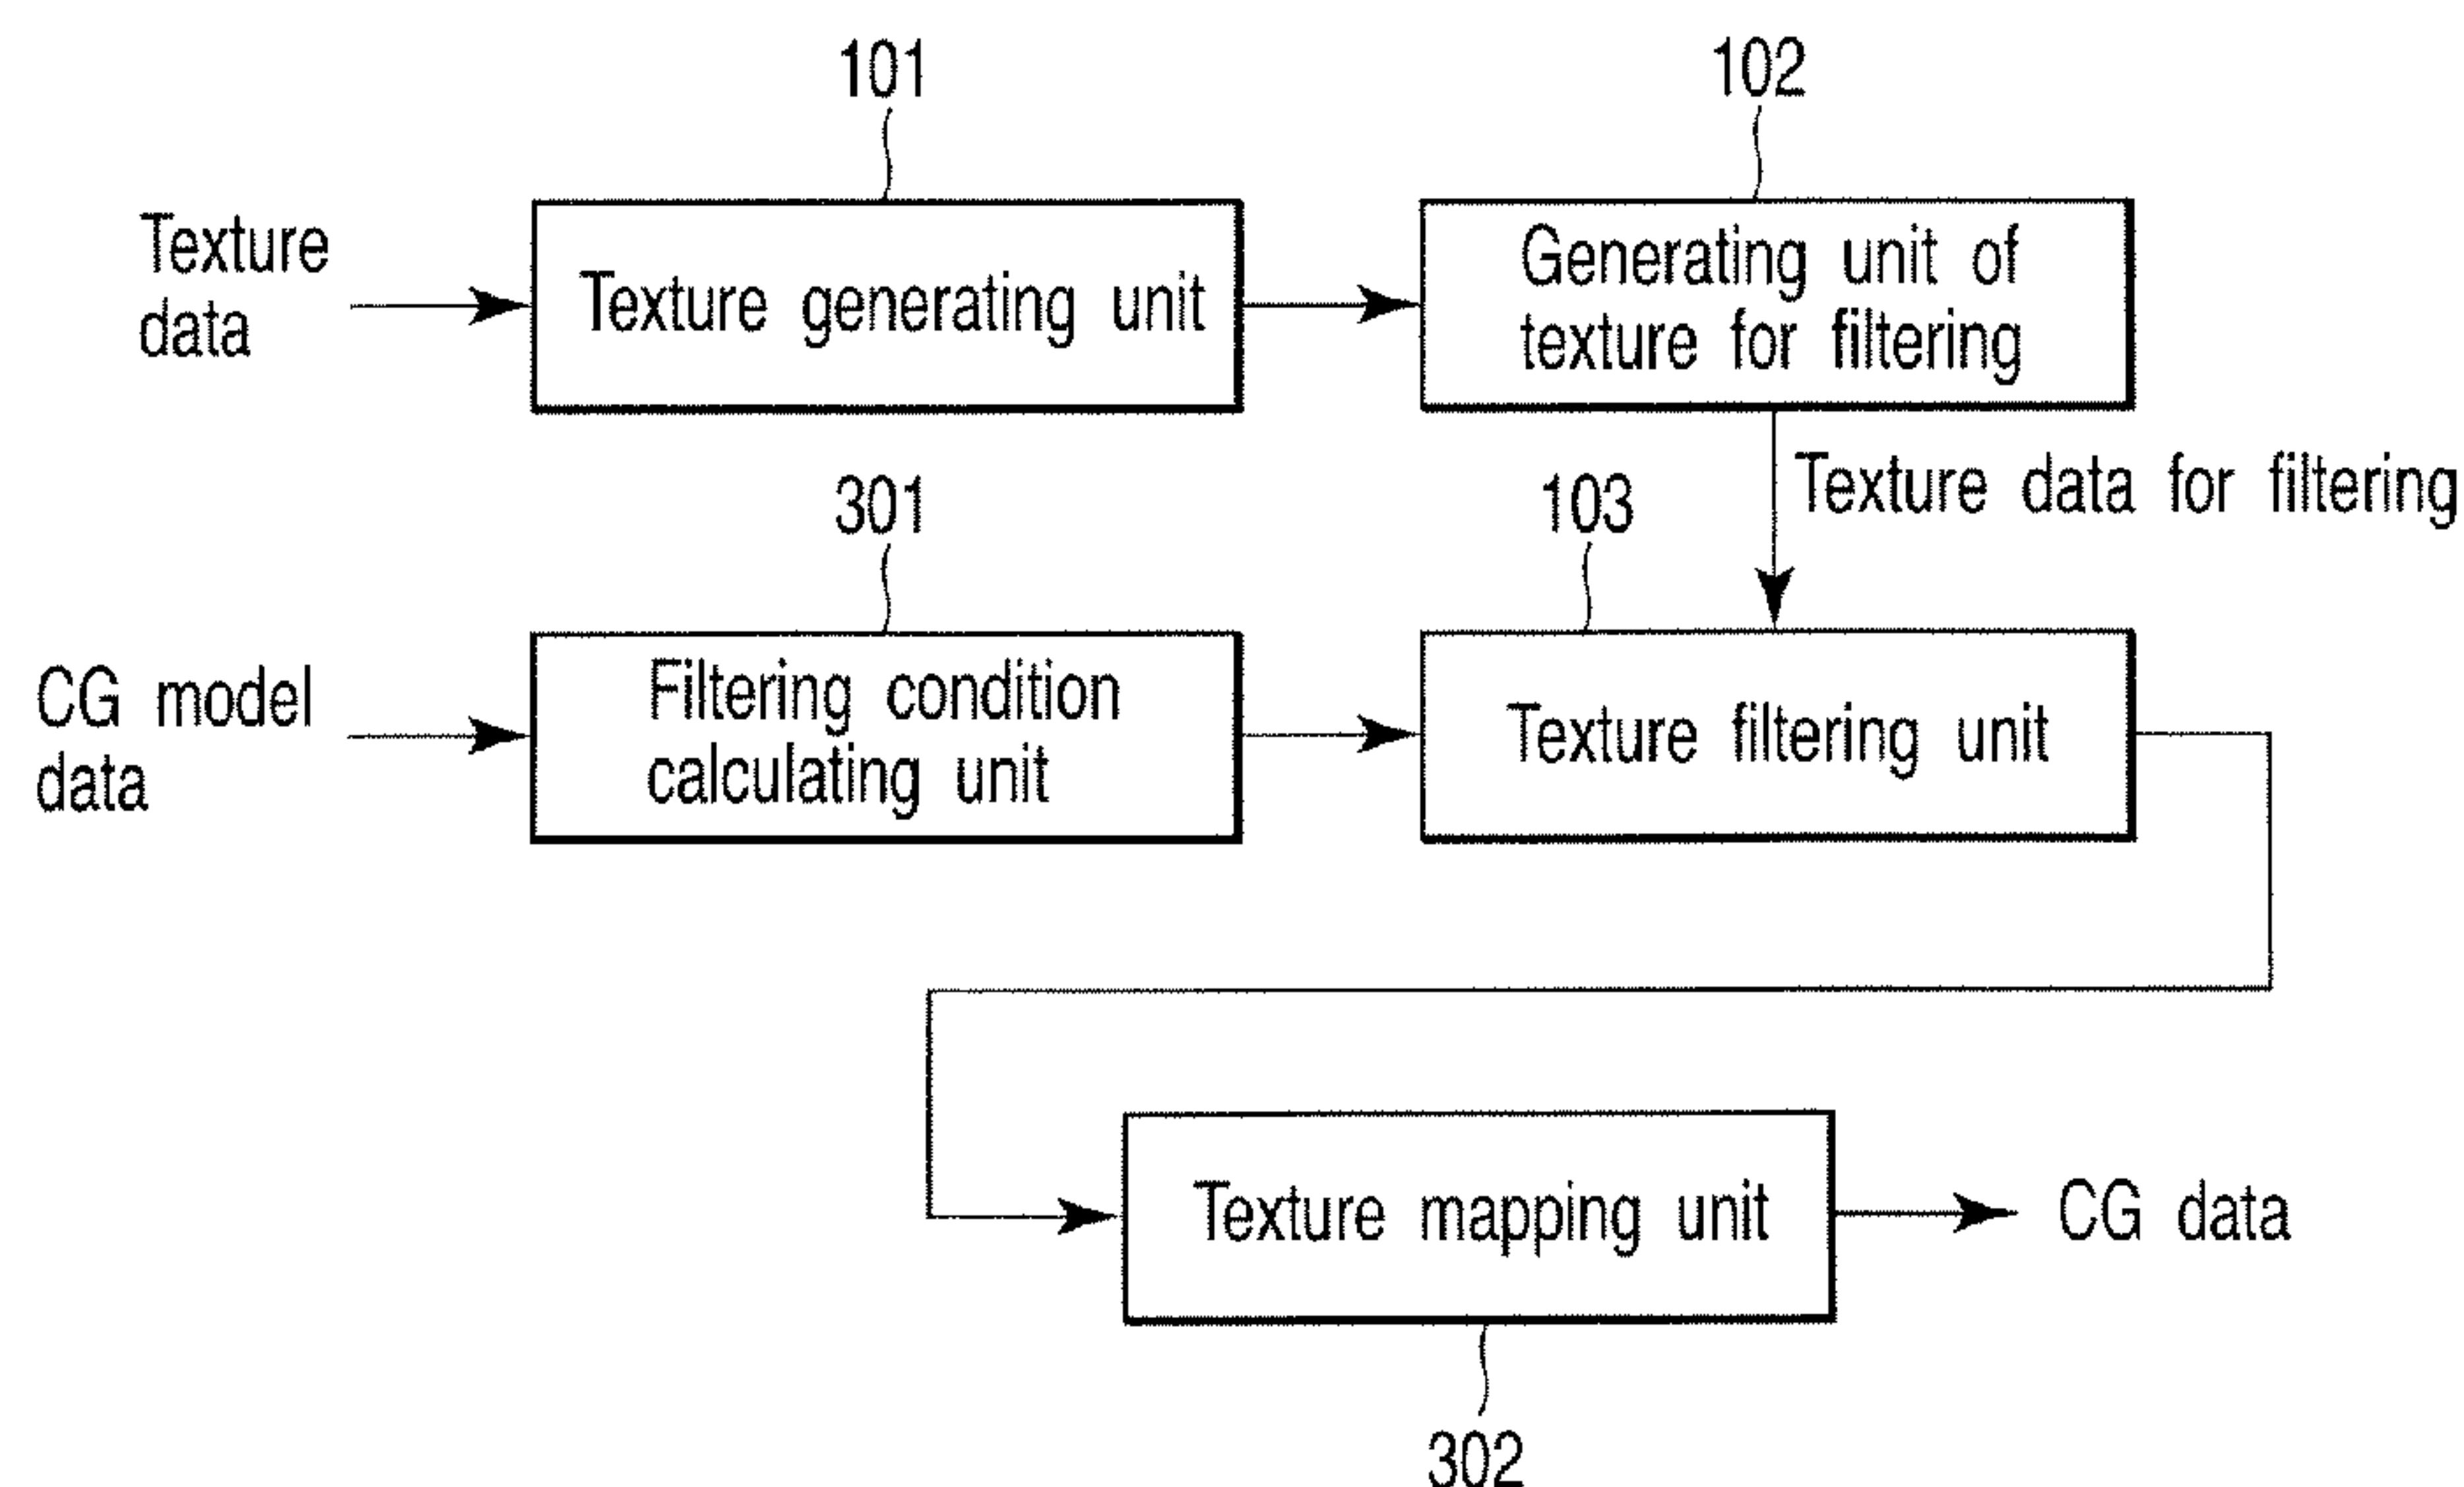 101
102
Texture
data
Texture generating unit
Generating unit of
texture for filtering
Texture data for filtering
301
103
CG model
data
Filtering condition
calculating unit
Texture filtering unit
Texture mapping unit
CG data
302